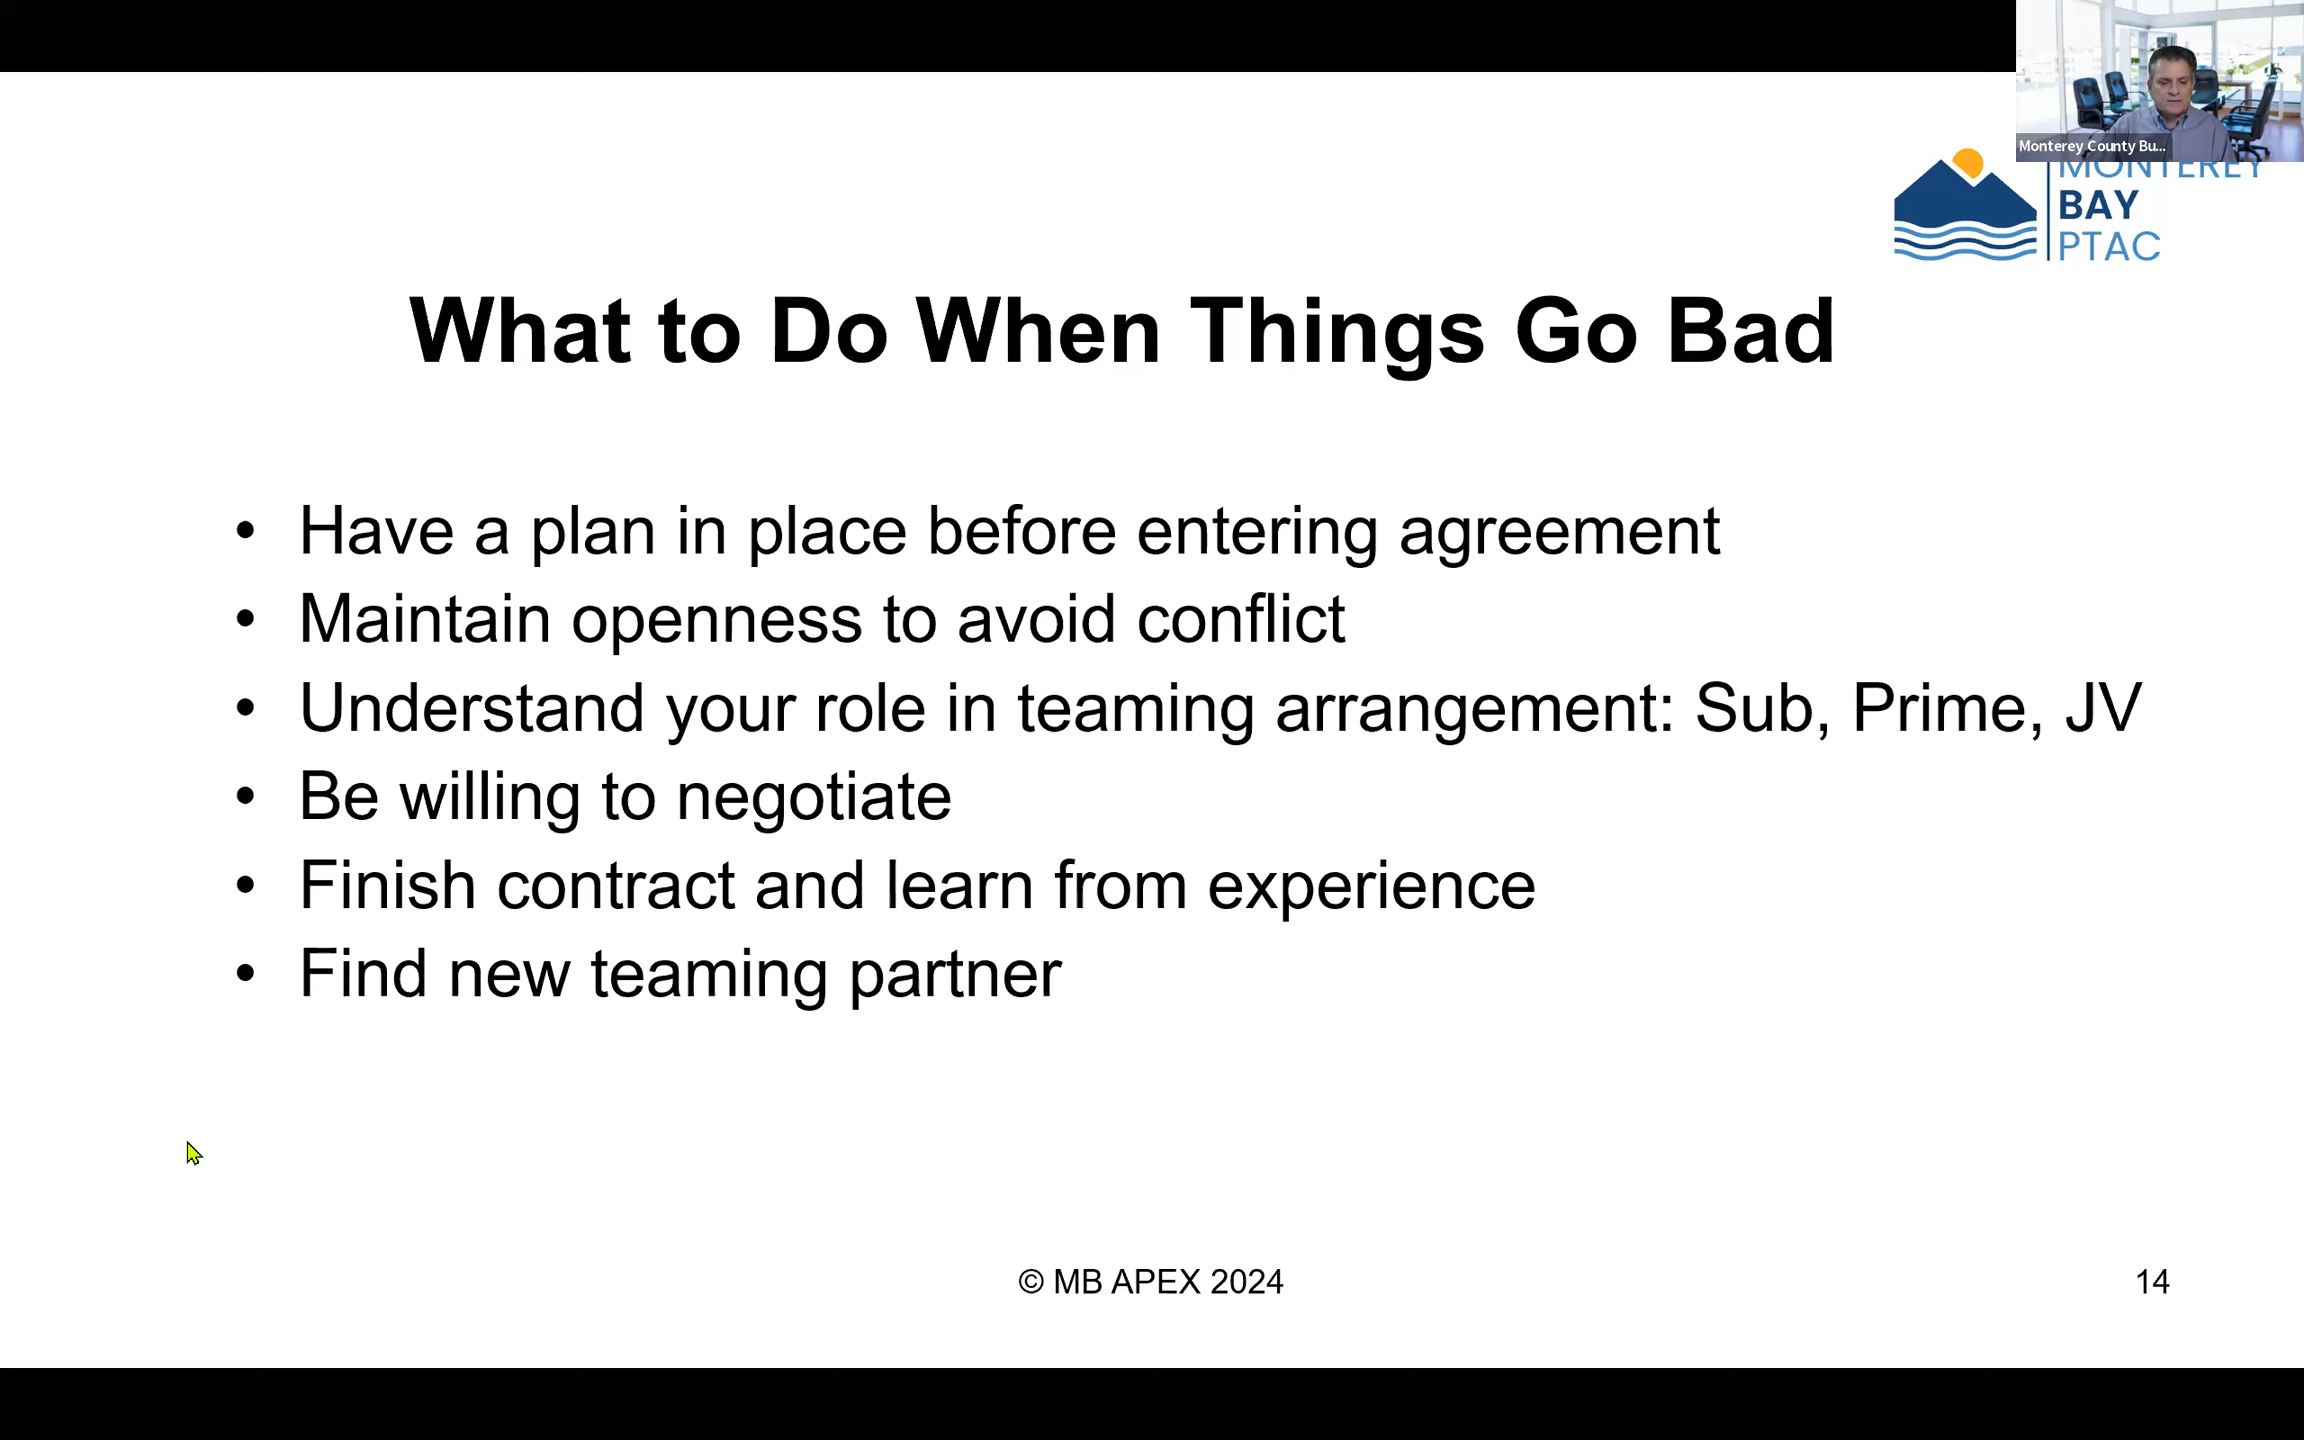 Monterey County Bu...
MONTEREY
BAY
PTAC
What to Do When Things Go Bad
• Have a plan in place before entering agreement
• Maintain openness to avoid conflict
• Understand your role in teaming arrangement: Sub, Prime, JV
• Be willing to negotiate
• Finish contract and learn from experience
• Find new teaming partner
© MB APEX 2024
14